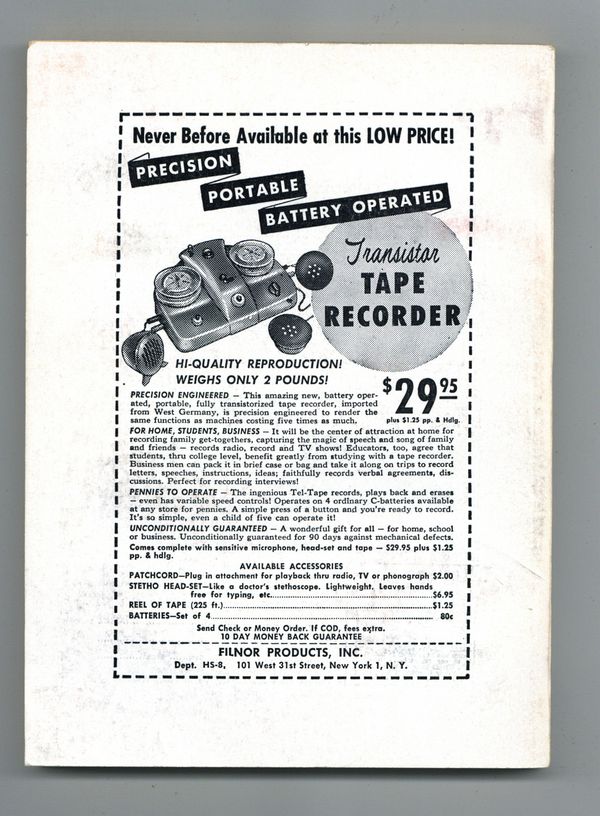 Never Before Available at this LOW PRICE!
PRECISION
PORTABLE
BATTERY OPERATED
Transistor
TAPE
RECORDER
HI-QUALITY REPRODUCTION!
WEIGHS ONLY 2 POUNDS!
$29.95
plus $1.25 pp. & Hdlg.
PRECISION ENGINEERED — This amazing new, battery oper-
ated, portable, fully transistorized tape recorder, imported
from West Germany, is precision engineered to render the
same functions as machines costing five times as much.
FOR HOME, STUDENTS, BUSINESS — It will be the center of attraction at home for
recording family get-togethers, capturing the magic of speech and song of family
and friends — records radio, record and TV shows! Educators, too, agree that
students, thru college level, benefit greatly from studying with a tape recorder.
Business men can pack it in brief case or bag and take it along on trips to record
letters, speeches, instructions, ideas; faithfully records verbal agreements, dis-
cussions. Perfect for recording interviews!
PENNIES TO OPERATE — The ingenious Tel-Tape records, plays back and erases
— even has variable speed controls! Operates on 4 ordinary C-batteries available
at any store for pennies. A simple press of a button and you're ready to record.
It's so simple, even a child of five can operate it!
UNCONDITIONALLY GUARANTEED — A wonderful gift for all — for home, school
or business. Unconditionally guaranteed for 90 days against mechanical defects.
Comes complete with sensitive microphone, head-set and tape — $29.95 plus $1.25
pp. & hdlg.
AVAILABLE ACCESSORIES
PATCHCORD—Plug in attachment for playback thru radio, TV or phonograph $2.00
STETHO HEAD-SET—Like a doctor's stethoscope. Lightweight. Leaves hands
free for typing, etc. $6.95
REEL OF TAPE (225 ft.) $1.25
BATTERIES—Set of 4 80c
Send Check or Money Order. If COD, fees extra.
10 DAY MONEY BACK GUARANTEE
FILNOR PRODUCTS, INC.
Dept. HS-8, 101 West 31st Street, New York 1, N. Y.